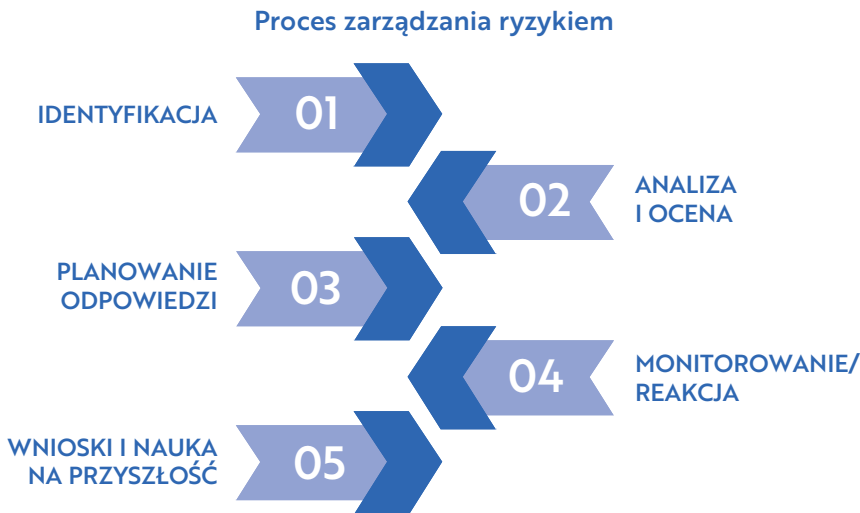 Proces zarządzania ryzykiem
IDENTYFIKACJA
01
02
ANALIZA
I OCENA
PLANOWANIE
ODPOWIEDZI
03
04
MONITOROWANIE/
REAKCJA
WNIOSKI I NAUKA
NA PRZYSZŁOŚĆ
05